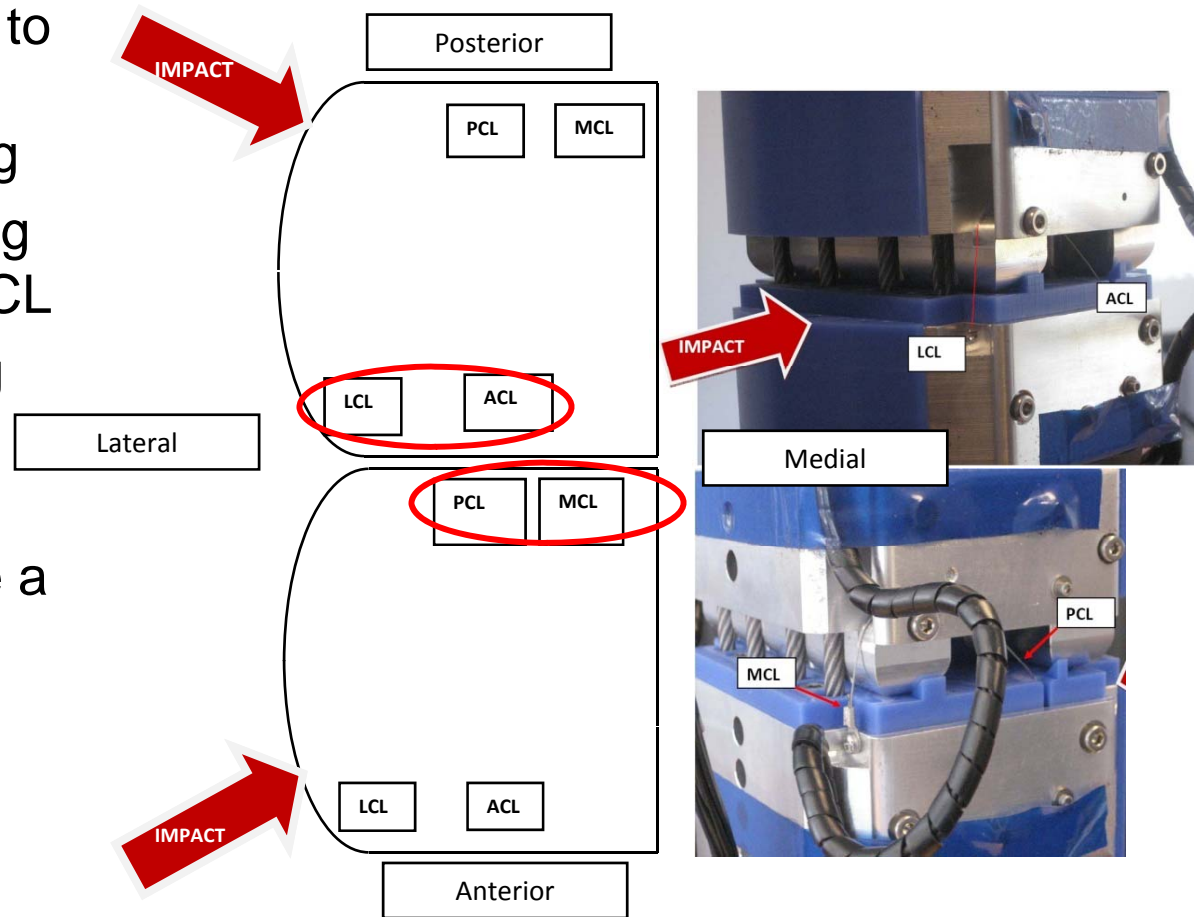 to
g
g
CL
g
e a
IMPACT
Posterior
PCL
MCL
LCL
ACL
Lateral
PCL
MCL
LCL
ACL
IMPACT
Anterior
IMPACT
ACL
LCL
Medial
PCL
MCL